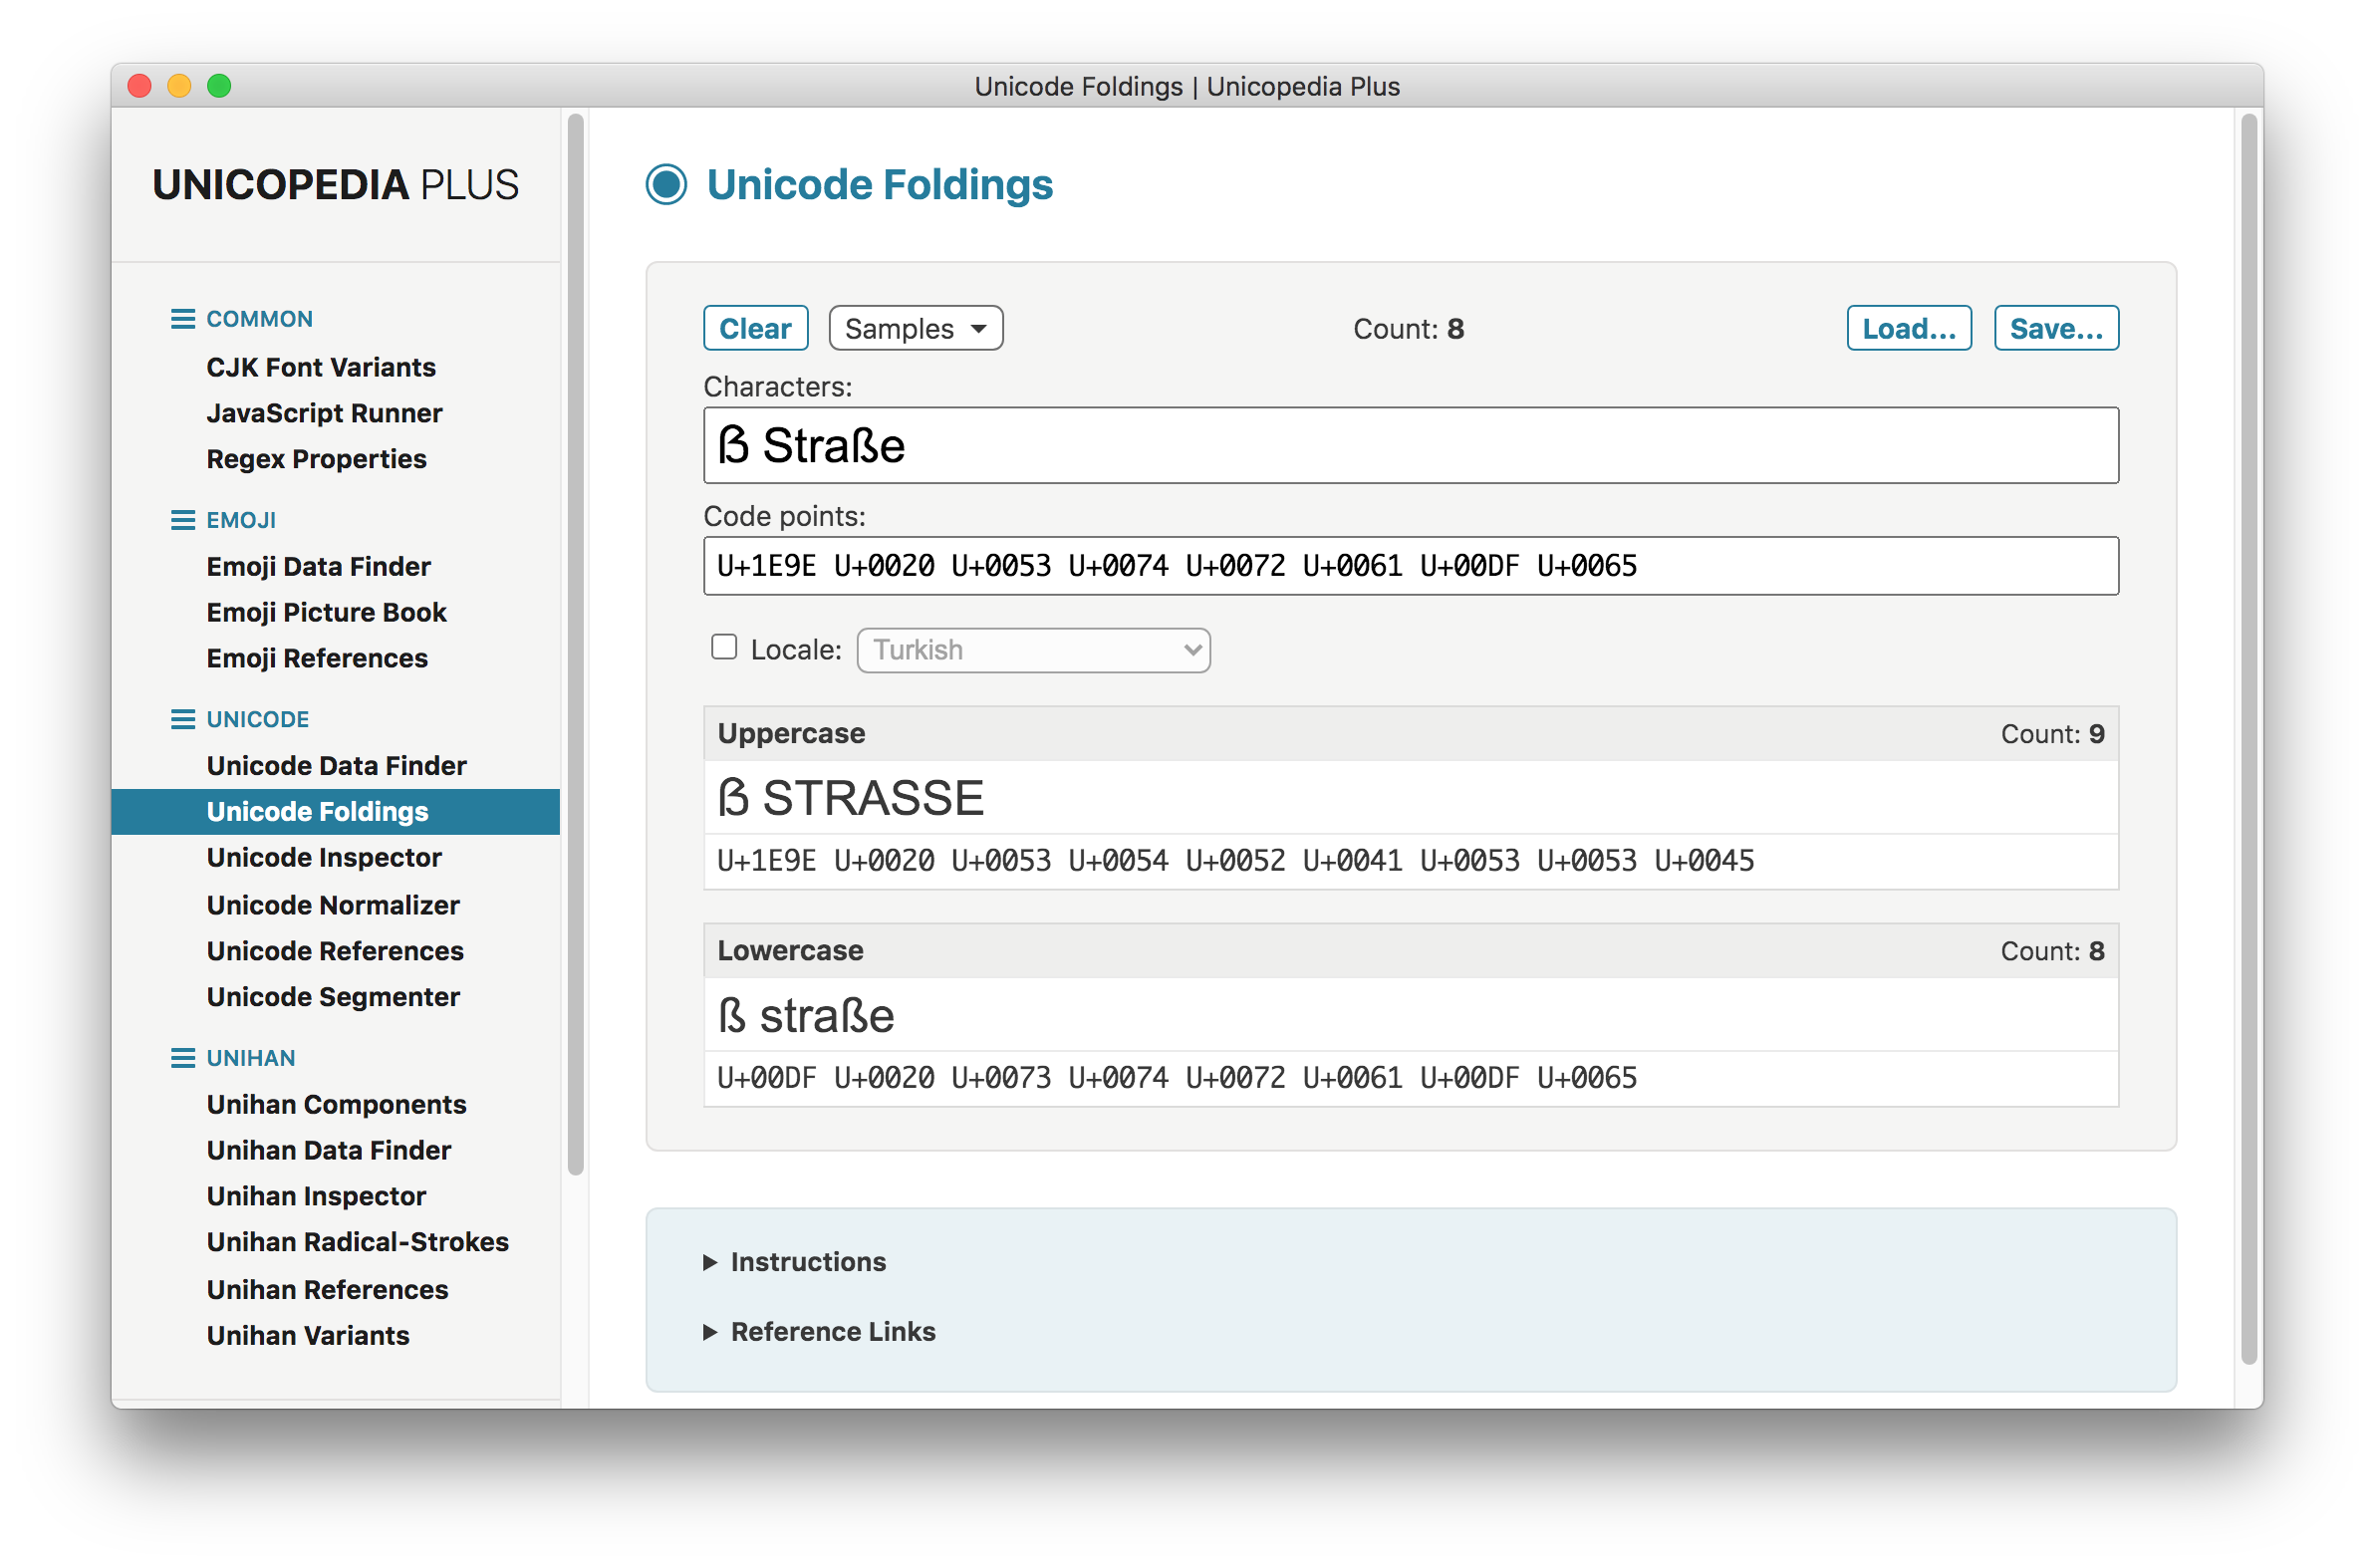 Unicode Foldings | Unicopedia Plus
UNICOPEDIA PLUS
COMMON
CJK Font Variants
JavaScript Runner
Regex Properties
EMOJI
Emoji Data Finder
Emoji Picture Book
Emoji References
UNICODE
Unicode Data Finder
Unicode Foldings
Unicode Inspector
Unicode Normalizer
Unicode References
Unicode Segmenter
UNIHAN
Unihan Components
Unihan Data Finder
Unihan Inspector
Unihan Radical-Strokes
Unihan References
Unihan Variants
Unicode Foldings
Clear Samples Count: 8 Load... Save...
Characters:
ẞ Straße
Code points:
U+1E9E U+0020 U+0053 U+0074 U+0072 U+0061 U+00DF U+0065
Locale: Turkish
Uppercase Count: 9
ẞ STRASSE
U+1E9E U+0020 U+0053 U+0054 U+0052 U+0041 U+0053 U+0053 U+0045
Lowercase Count: 8
ß straße
U+00DF U+0020 U+0073 U+0074 U+0072 U+0061 U+00DF U+0065
Instructions
Reference Links